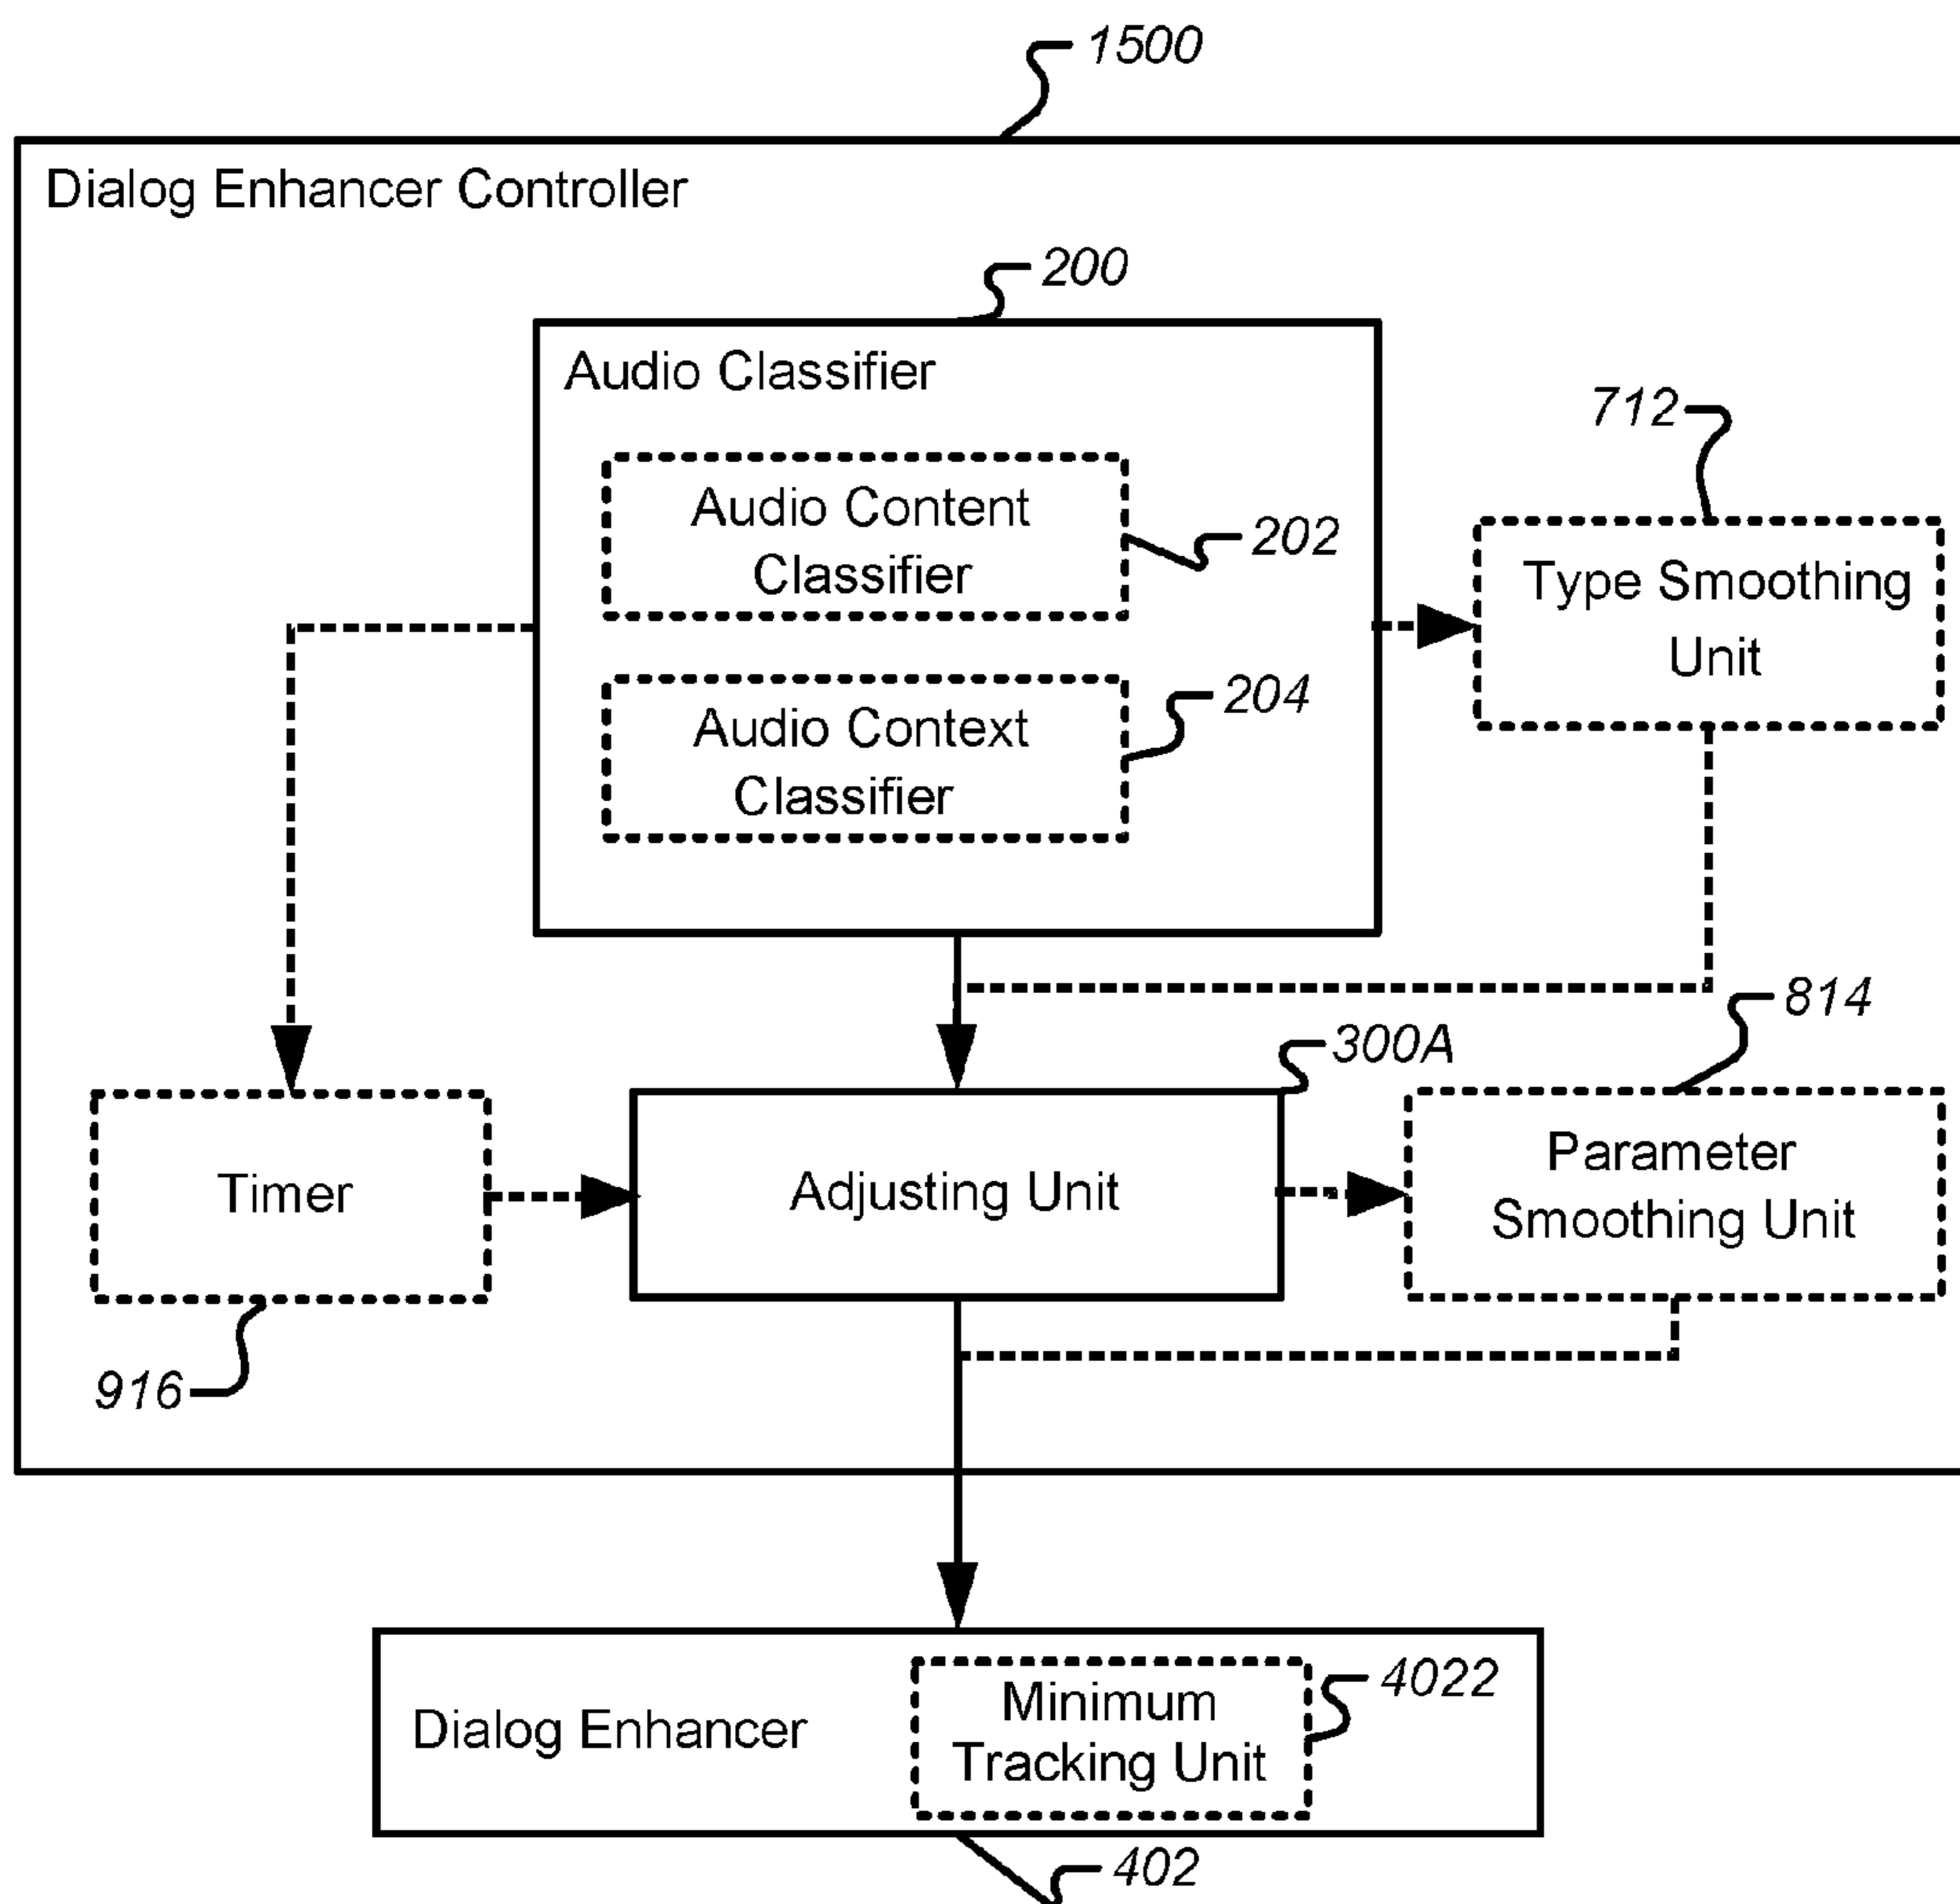 1500
Dialog Enhancer Controller
200
Audio Classifier
712
Audio Content
Classifier
202
Type Smoothing
Unit
204
Audio Context
Classifier
814
300A
Timer
Adjusting Unit
Parameter
Smoothing Unit
916
Dialog Enhancer
Minimum
Tracking Unit
4022
402